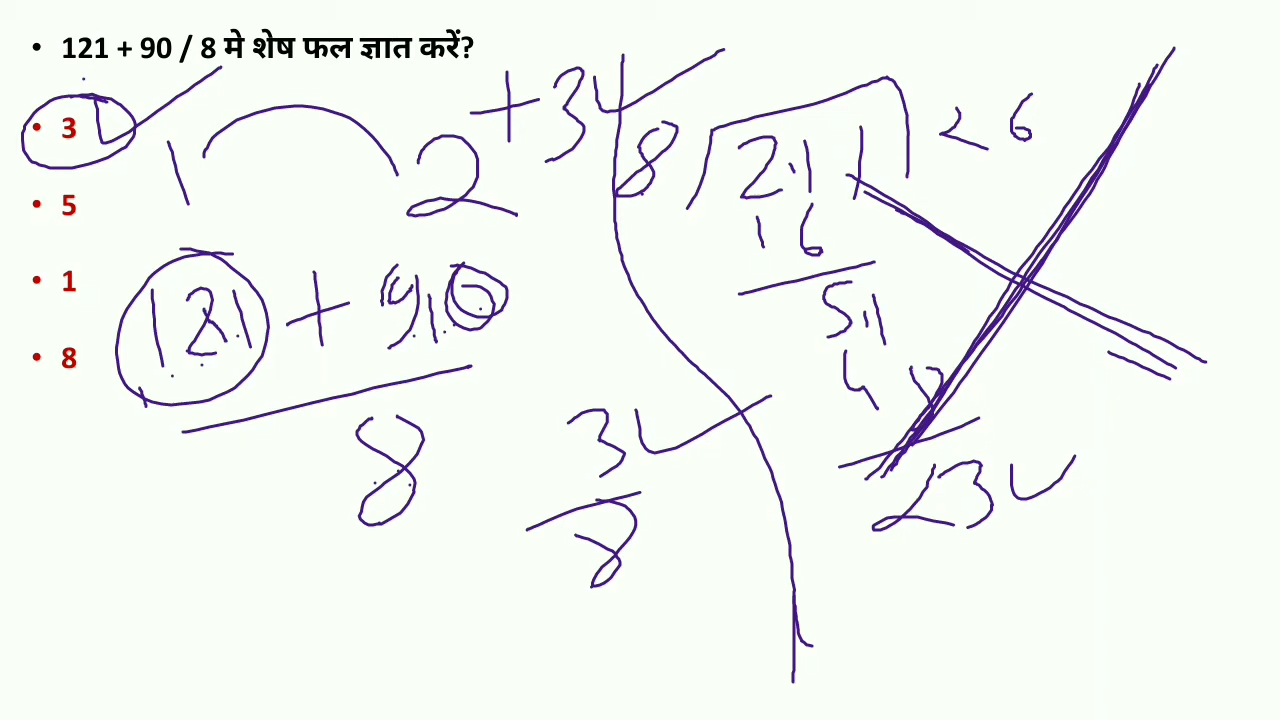 • 121 + 90 / 8 मे शेष फल ज्ञात करें?
• 3
• 5
• 1
• 8
1 2 + 3
121 + 90
8
3
8
8 211 26
16
51
48
3